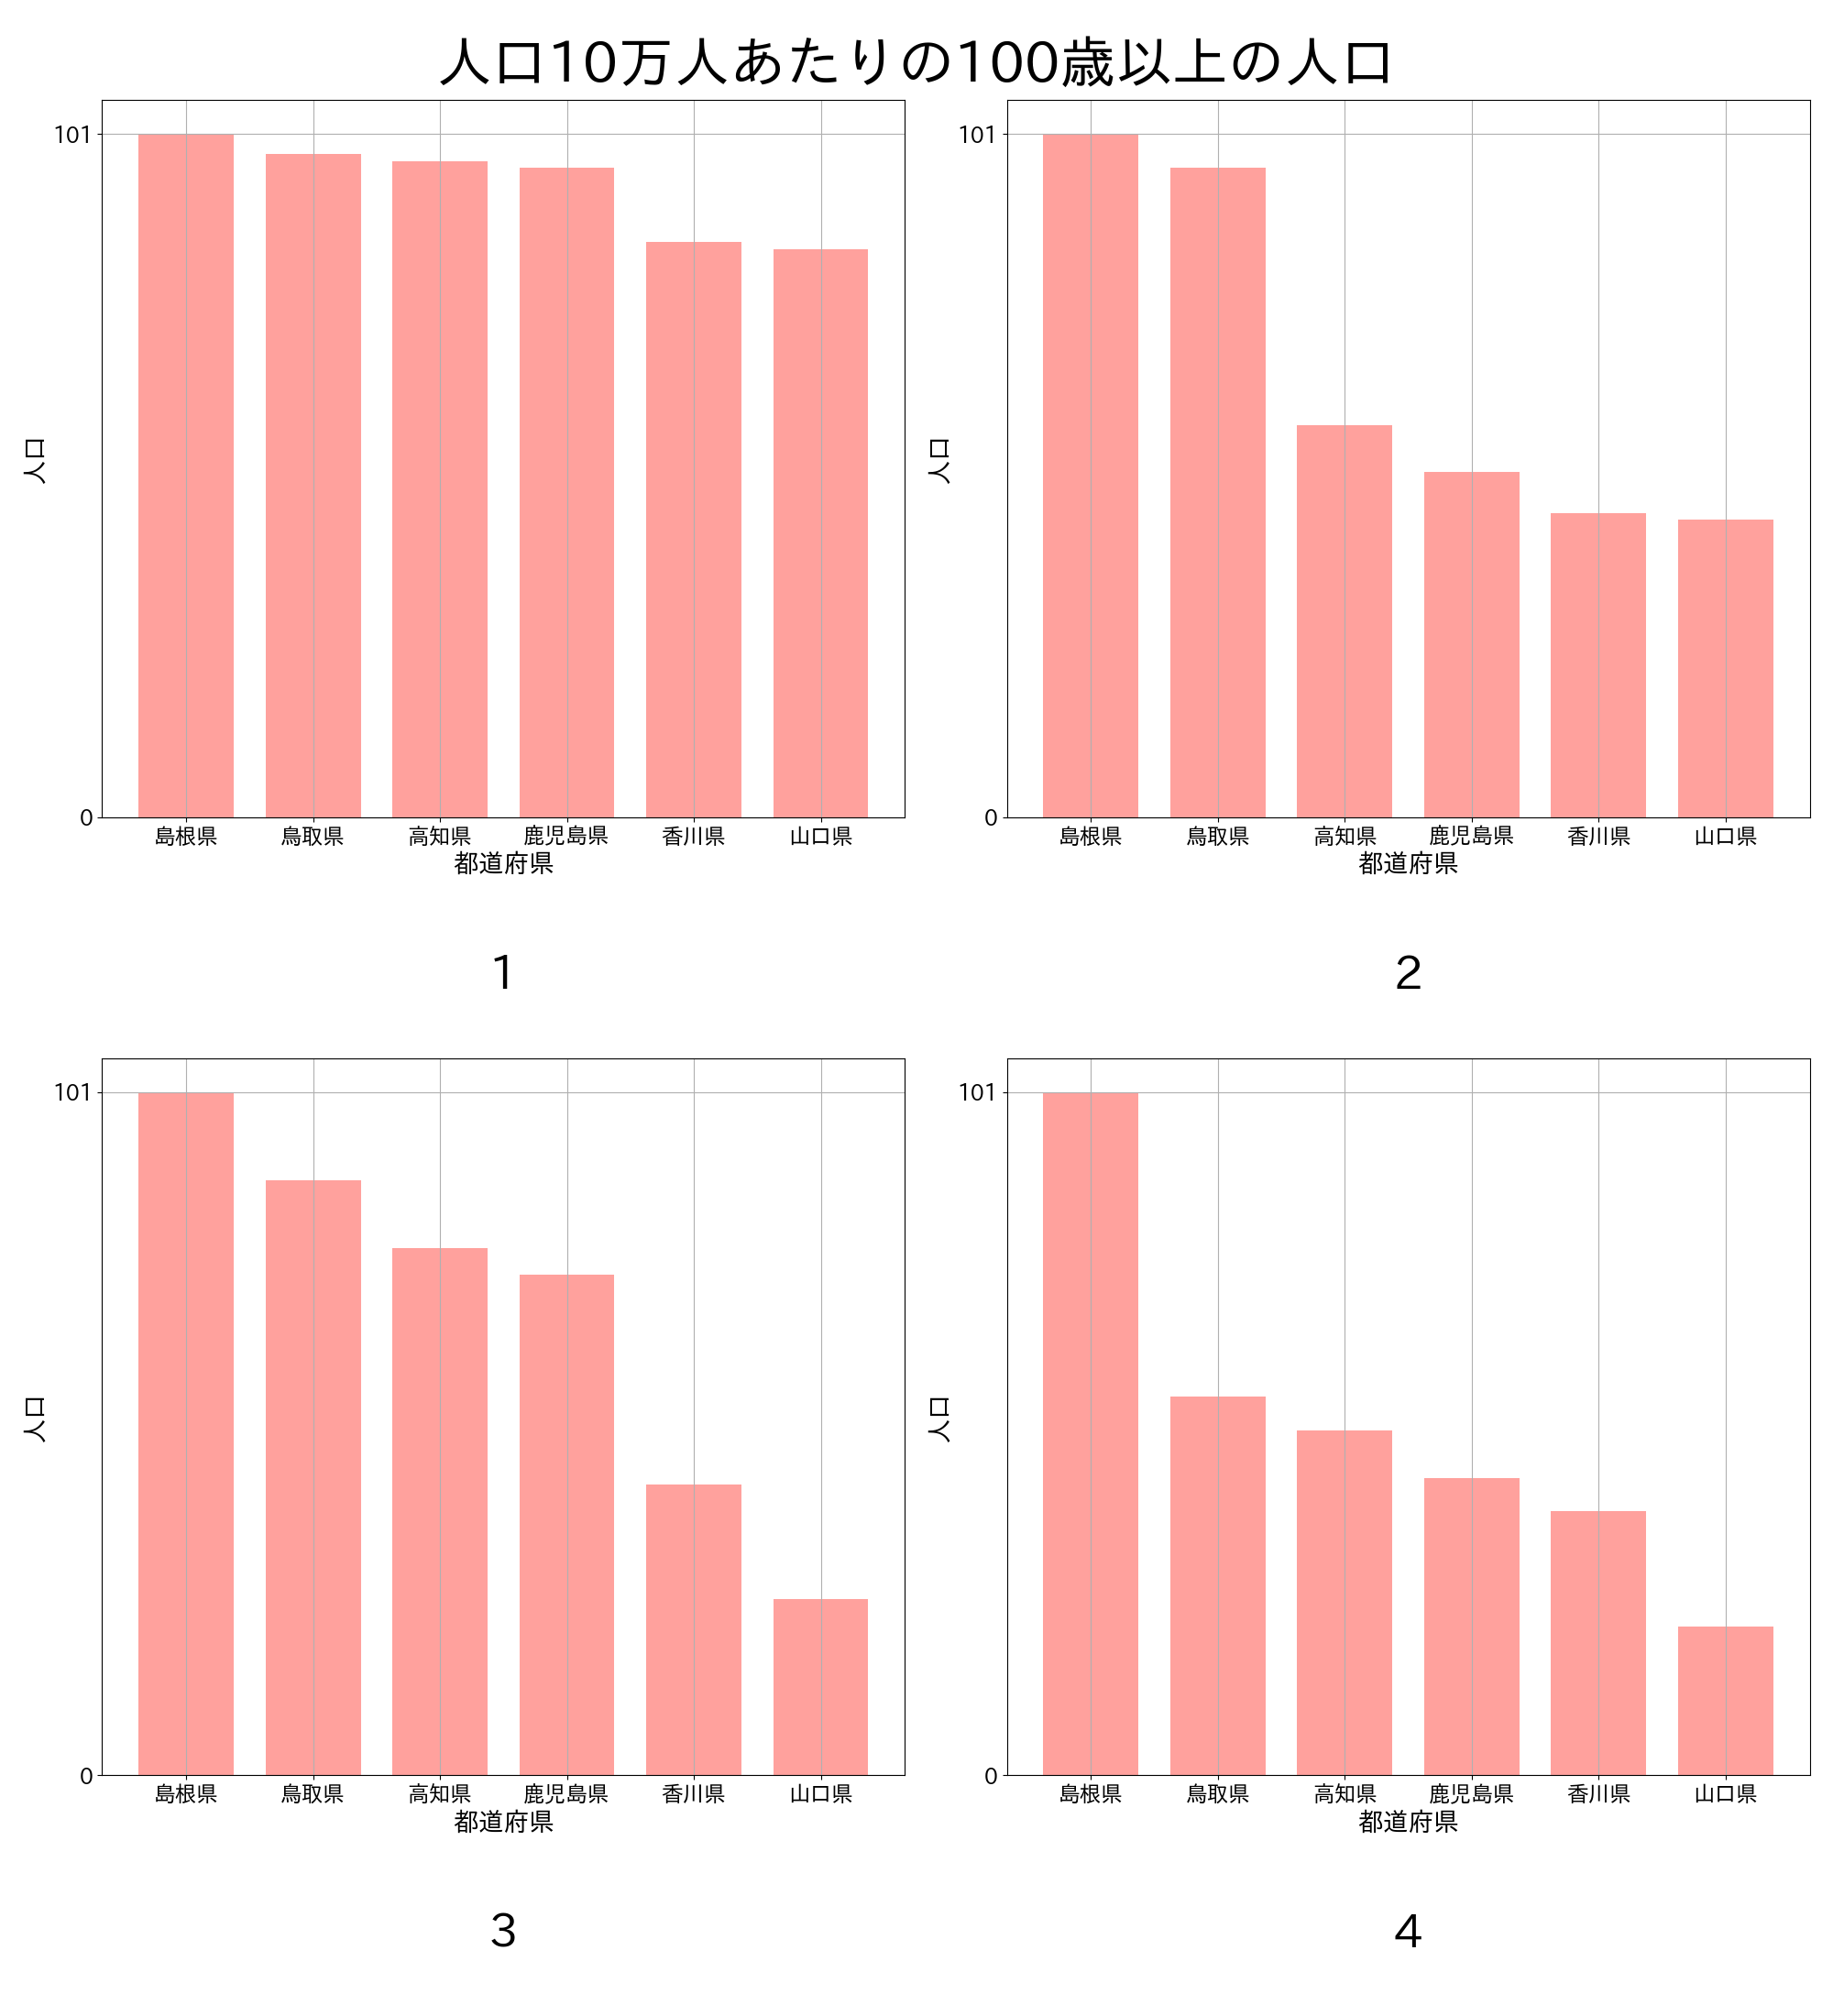 人口10万人あたりの100歳以上の人口
101
人口
0
島根県 鳥取県 高知県 鹿児島県 香川県 山口県
都道府県
1
101
人口
0
島根県 鳥取県 高知県 鹿児島県 香川県 山口県
都道府県
2
101
人口
0
島根県 鳥取県 高知県 鹿児島県 香川県 山口県
都道府県
3
101
人口
0
島根県 鳥取県 高知県 鹿児島県 香川県 山口県
都道府県
4